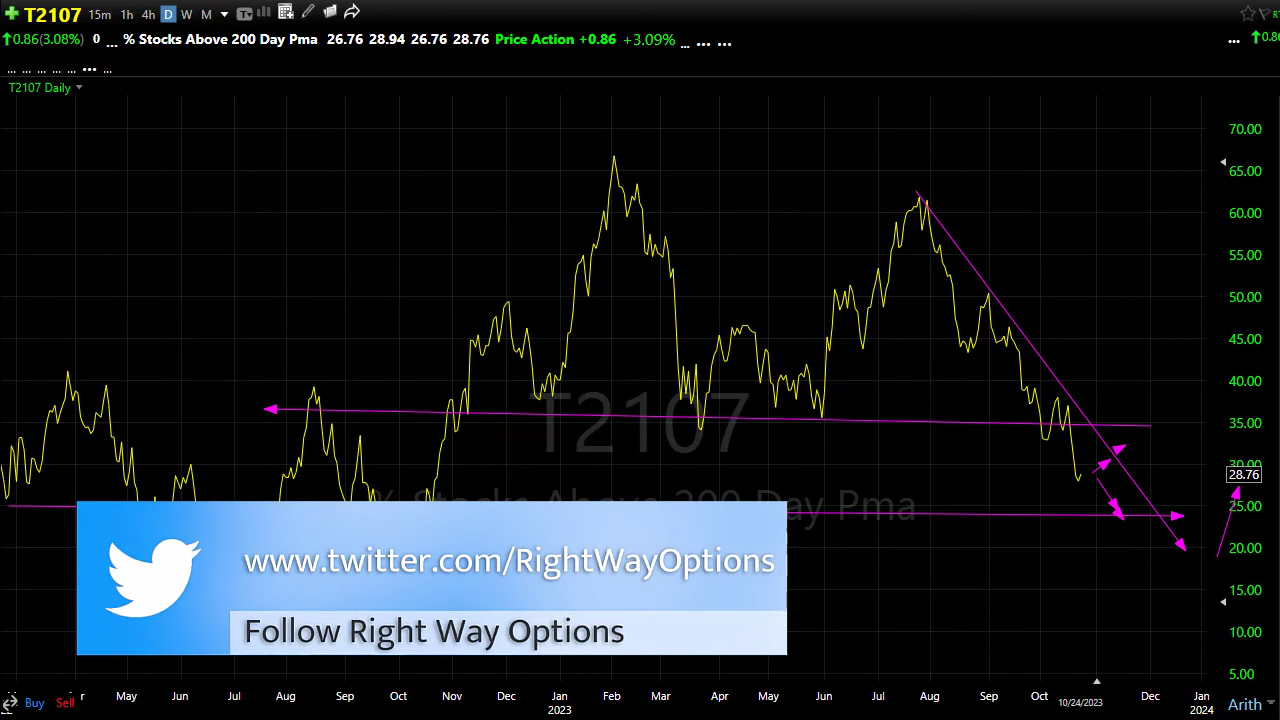 T2107 15m 1h 4h D W M
0.86(3.08%) 0 ... % Stocks Above 200 Day Pma 26.76 28.94 26.76 28.76 Price Action +0.86 +3.09% ... ... ... ... 0.86
... ... ... ... ... ... ...
T2107 Daily
70.00
65.00
60.00
55.00
50.00
45.00
40.00
35.00
30.00
28.76
25.00
20.00
15.00
10.00
5.00
T2107
% Stocks Above 200 Day Pma
www.twitter.com/RightWayOptions
Follow Right Way Options
May Jun Jul Aug Sep Oct Nov Dec Jan Feb Mar Apr May Jun Jul Aug Sep Oct Dec Jan
2023 10/24/2023 2024
Buy Sell Arith